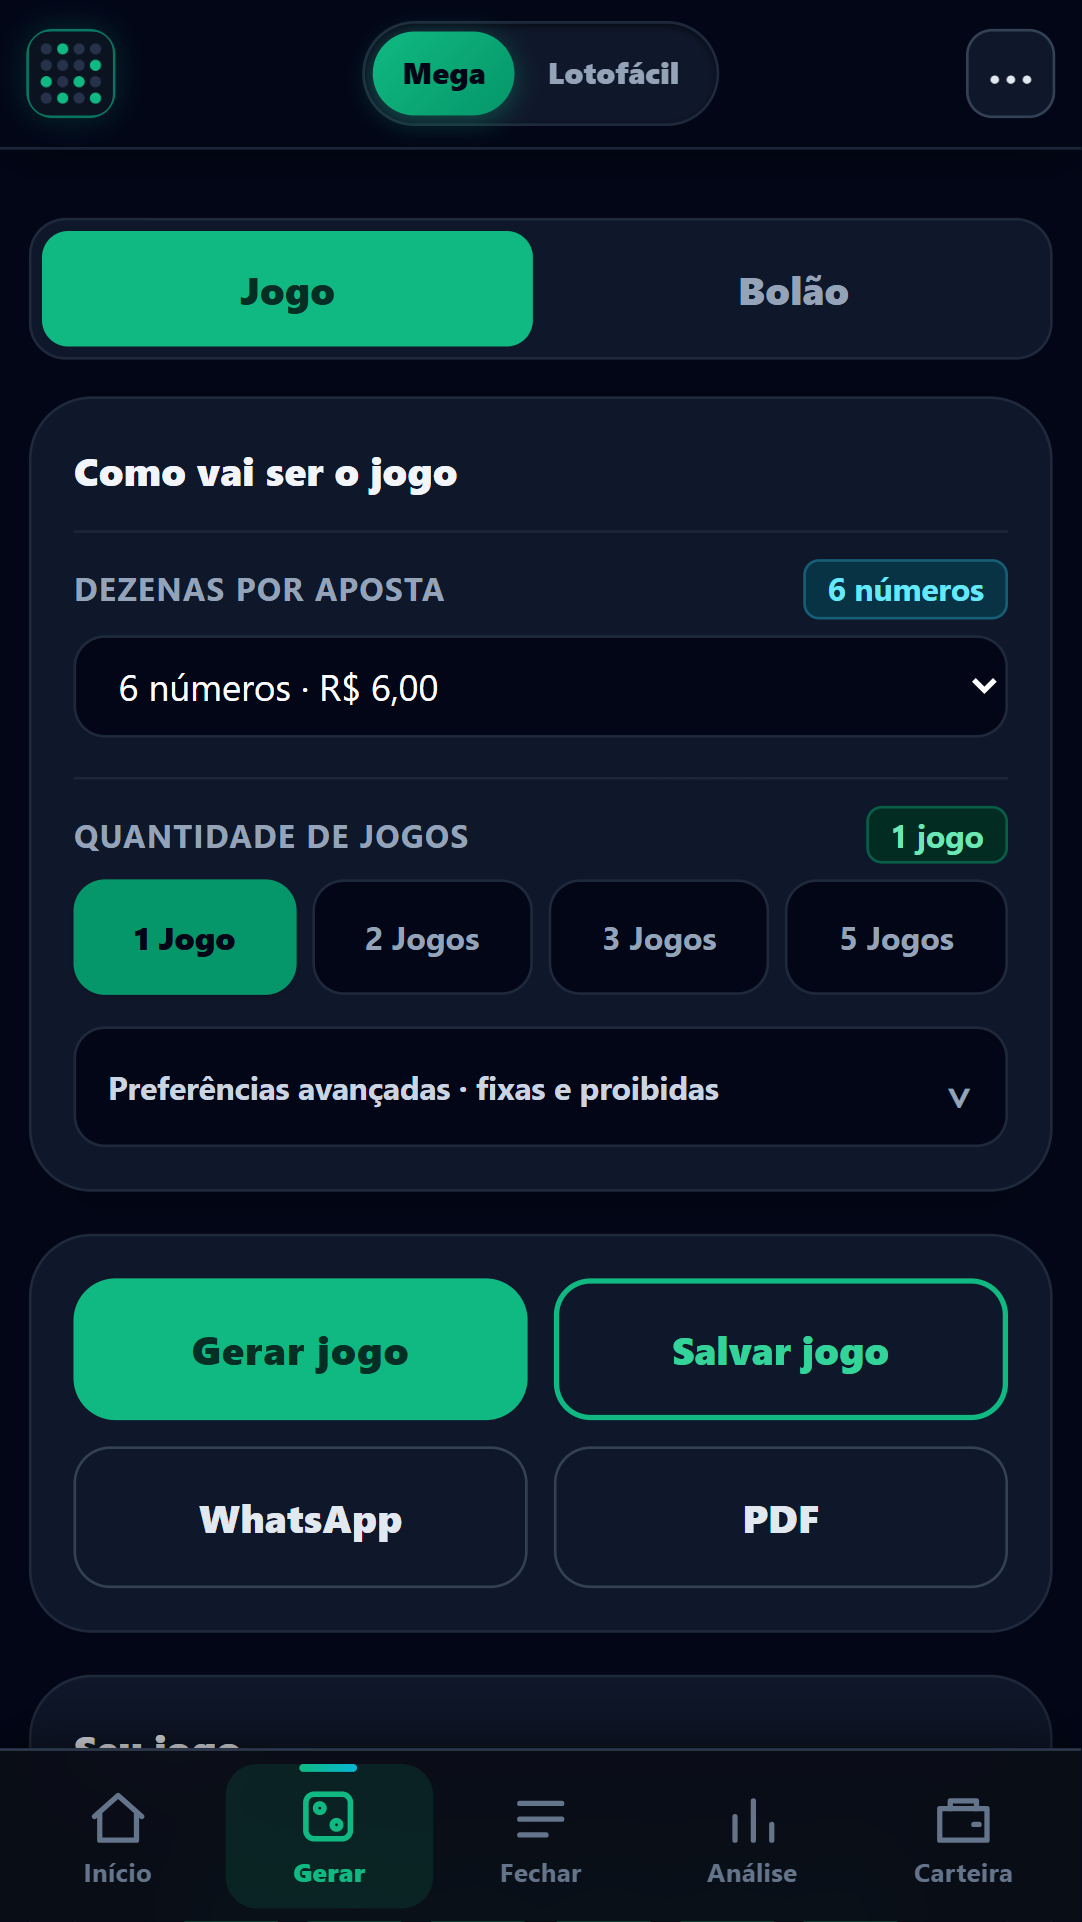 Mega
Lotofácil
...
Jogo
Bolão
Como vai ser o jogo
DEZENAS POR APOSTA
6 números
6 números · R$ 6,00
QUANTIDADE DE JOGOS
1 jogo
1 Jogo
2 Jogos
3 Jogos
5 Jogos
Preferências avançadas · fixas e proibidas
Gerar jogo
Salvar jogo
WhatsApp
PDF
Seu jogo
Início
Gerar
Fechar
Análise
Carteira